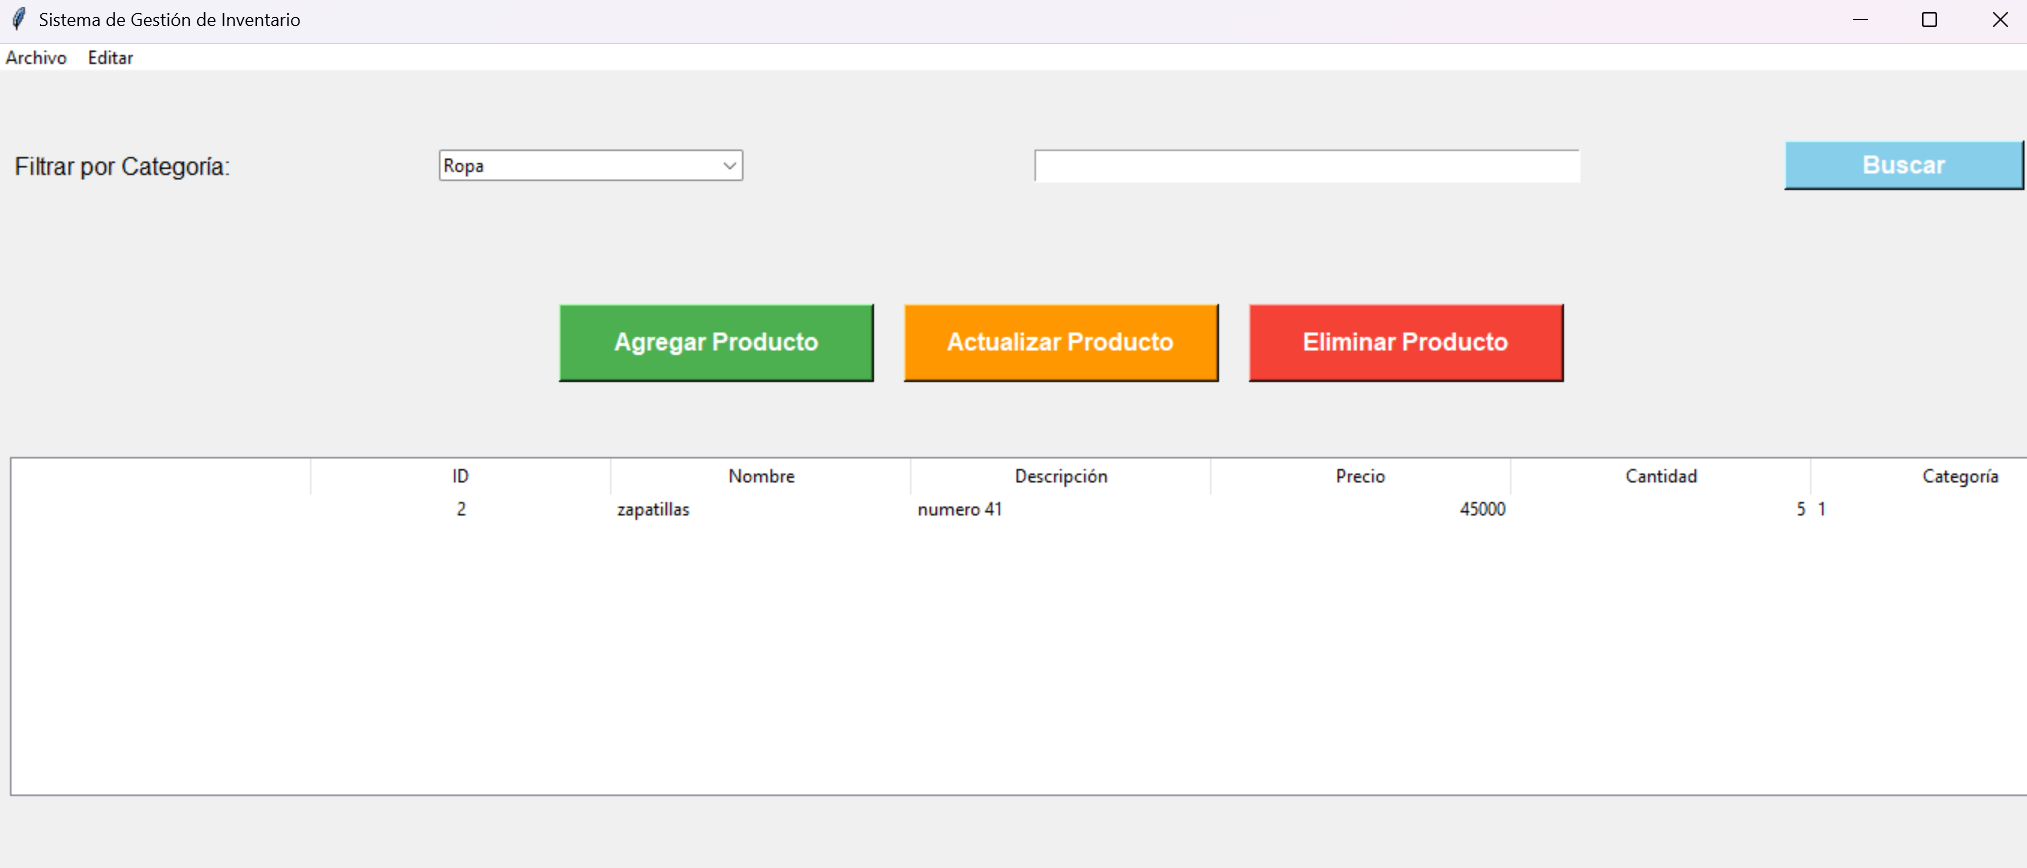 Sistema de Gestión de Inventario
Archivo Editar
Filtrar por Categoría: Ropa Buscar
Agregar Producto Actualizar Producto Eliminar Producto
ID Nombre Descripción Precio Cantidad Categoría
2 zapatillas numero 41 45000 5 1